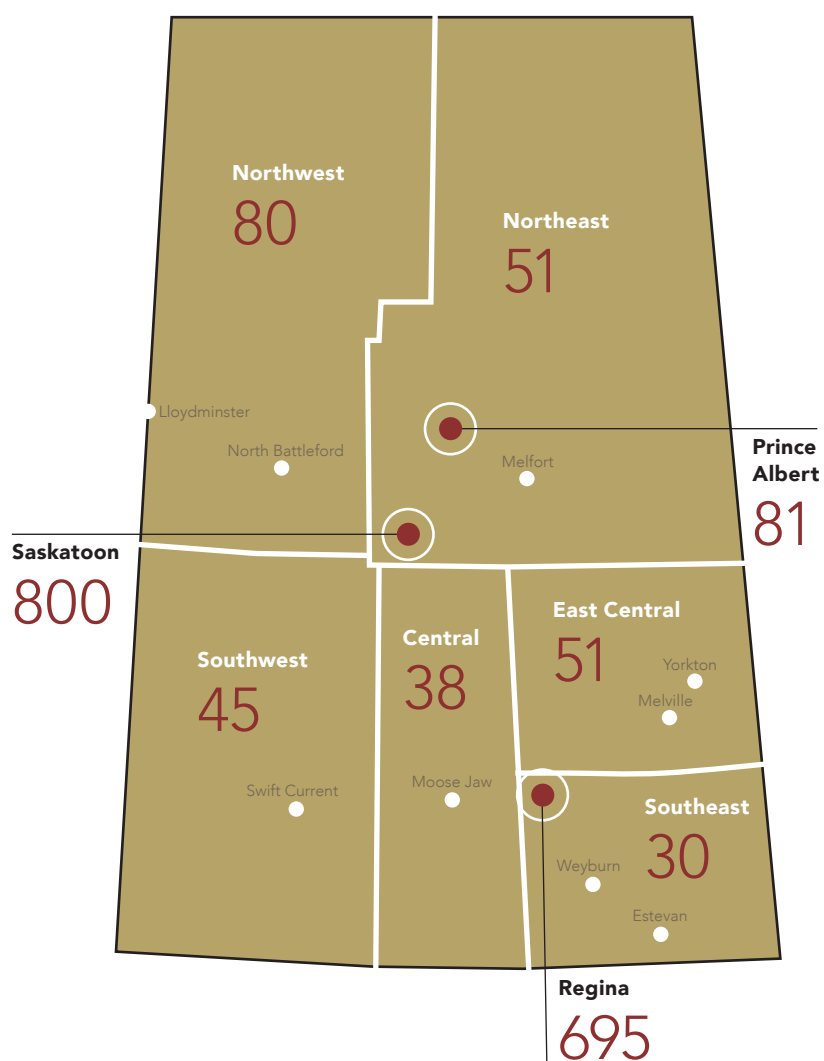 Northwest
80
Northeast
51
Lloydminster
North Battleford
Melfort
Prince
Albert
81
Saskatoon
800
Southwest
45
Swift Current
Central
38
Moose Jaw
East Central
51
Yorkton
Melville
Southeast
30
Weyburn
Estevan
Regina
695